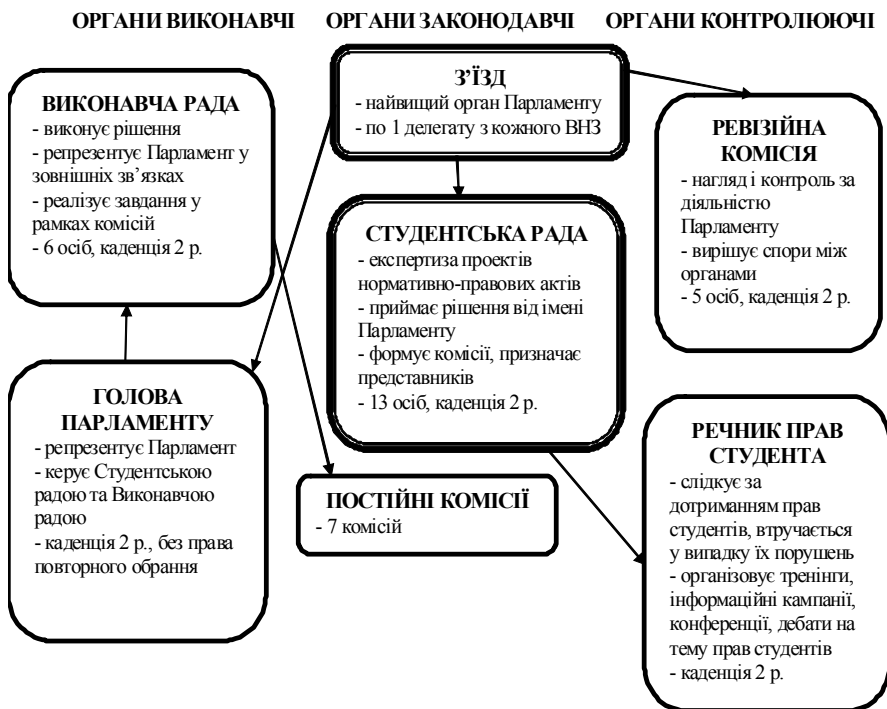 ОРГАНИ ВИКОНАВЧІ ОРГАНИ ЗАКОНОДАВЧІ ОРГАНИ КОНТРОЛЮЮЧІ
ВИКОНАВЧА РАДА
- виконує рішення
- репрезентує Парламент у
зовнішніх зв’язках
- реалізує завдання у
рамках комісій
- 6 осіб, каденція 2 р.
ГОЛОВА
ПАРЛАМЕНТУ
- репрезентує Парламент
- керує Студентською
радою та Виконавчою
радою
- каденція 2 р., без права
повторного обрання
З’ЇЗД
- найвищий орган Парламенту
- по 1 делегату з кожного ВНЗ
СТУДЕНТСЬКА РАДА
- експертиза проектів
нормативно-правових актів
- приймає рішення від імені
Парламенту
- формує комісії, призначає
представників
- 13 осіб, каденція 2 р.
ПОСТІЙНІ КОМІСІЇ
- 7 комісій
РЕВІЗІЙНА
КОМІСІЯ
- нагляд і контроль за
діяльністю
Парламенту
- вирішує спори між
органами
- 5 осіб, каденція 2 р.
РЕЧНИК ПРАВ
СТУДЕНТА
- слідкує за
дотриманням прав
студентів, втручається
у випадку їх порушень
- організовує тренінги,
інформаційні кампанії,
конференції, дебати на
тему прав студентів
- каденція 2 р.